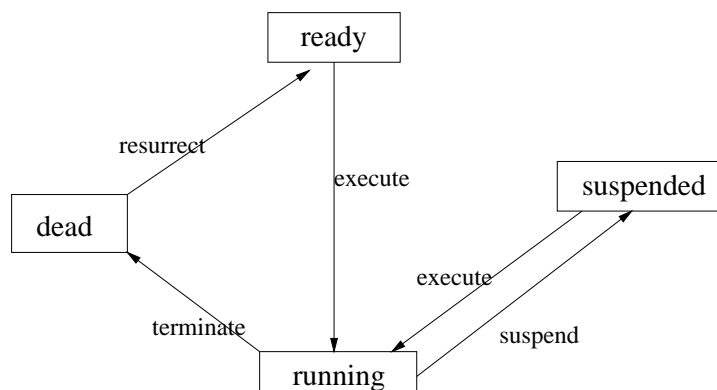 ready
resurrect
execute
suspended
dead
execute
terminate
suspend
running